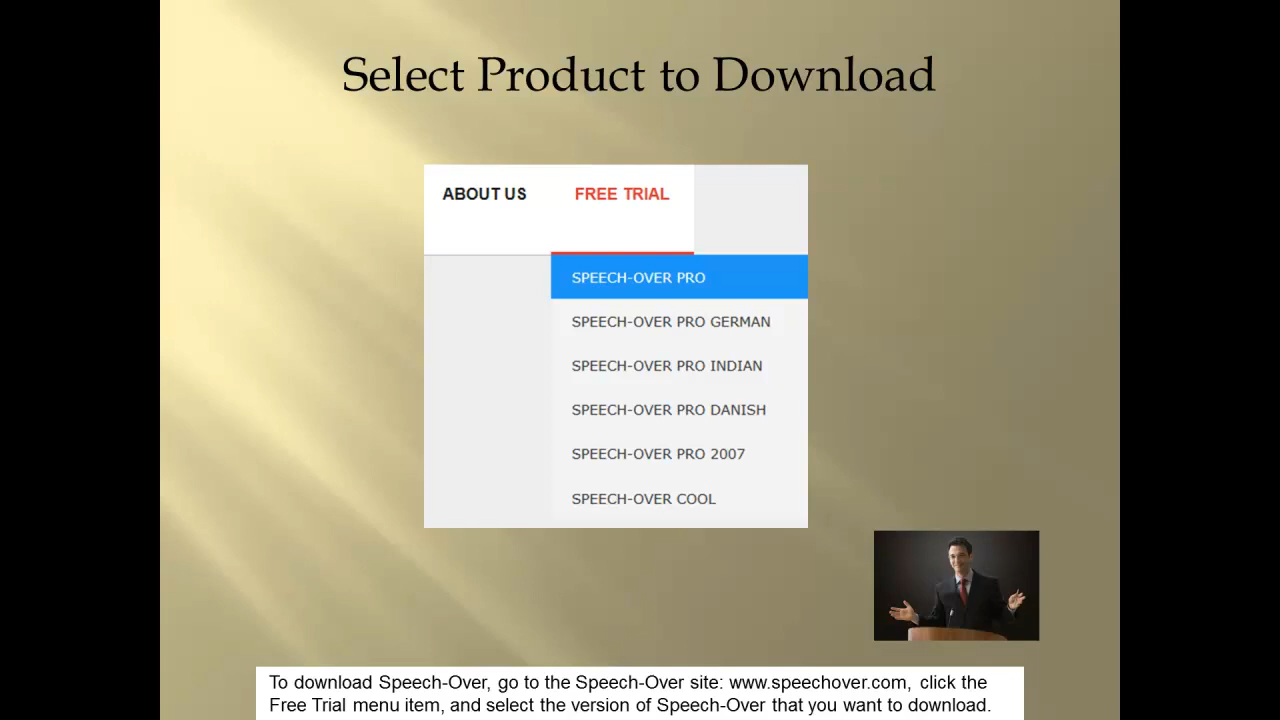 Select Product to Download
ABOUT US FREE TRIAL
SPEECH-OVER PRO
SPEECH-OVER PRO GERMAN
SPEECH-OVER PRO INDIAN
SPEECH-OVER PRO DANISH
SPEECH-OVER PRO 2007
SPEECH-OVER COOL
To download Speech-Over, go to the Speech-Over site: www.speechover.com, click the
Free Trial menu item, and select the version of Speech-Over that you want to download.